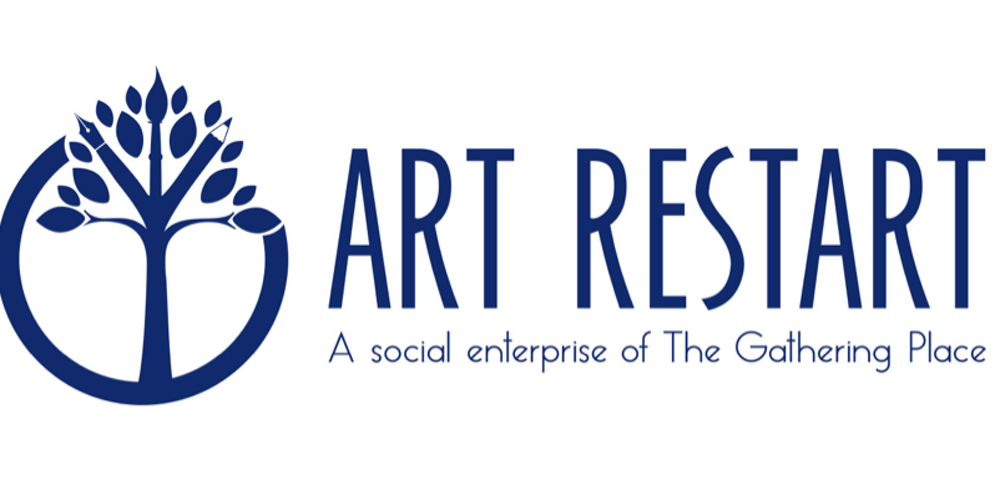 ART RESTART
A social enterprise of The Gathering Place